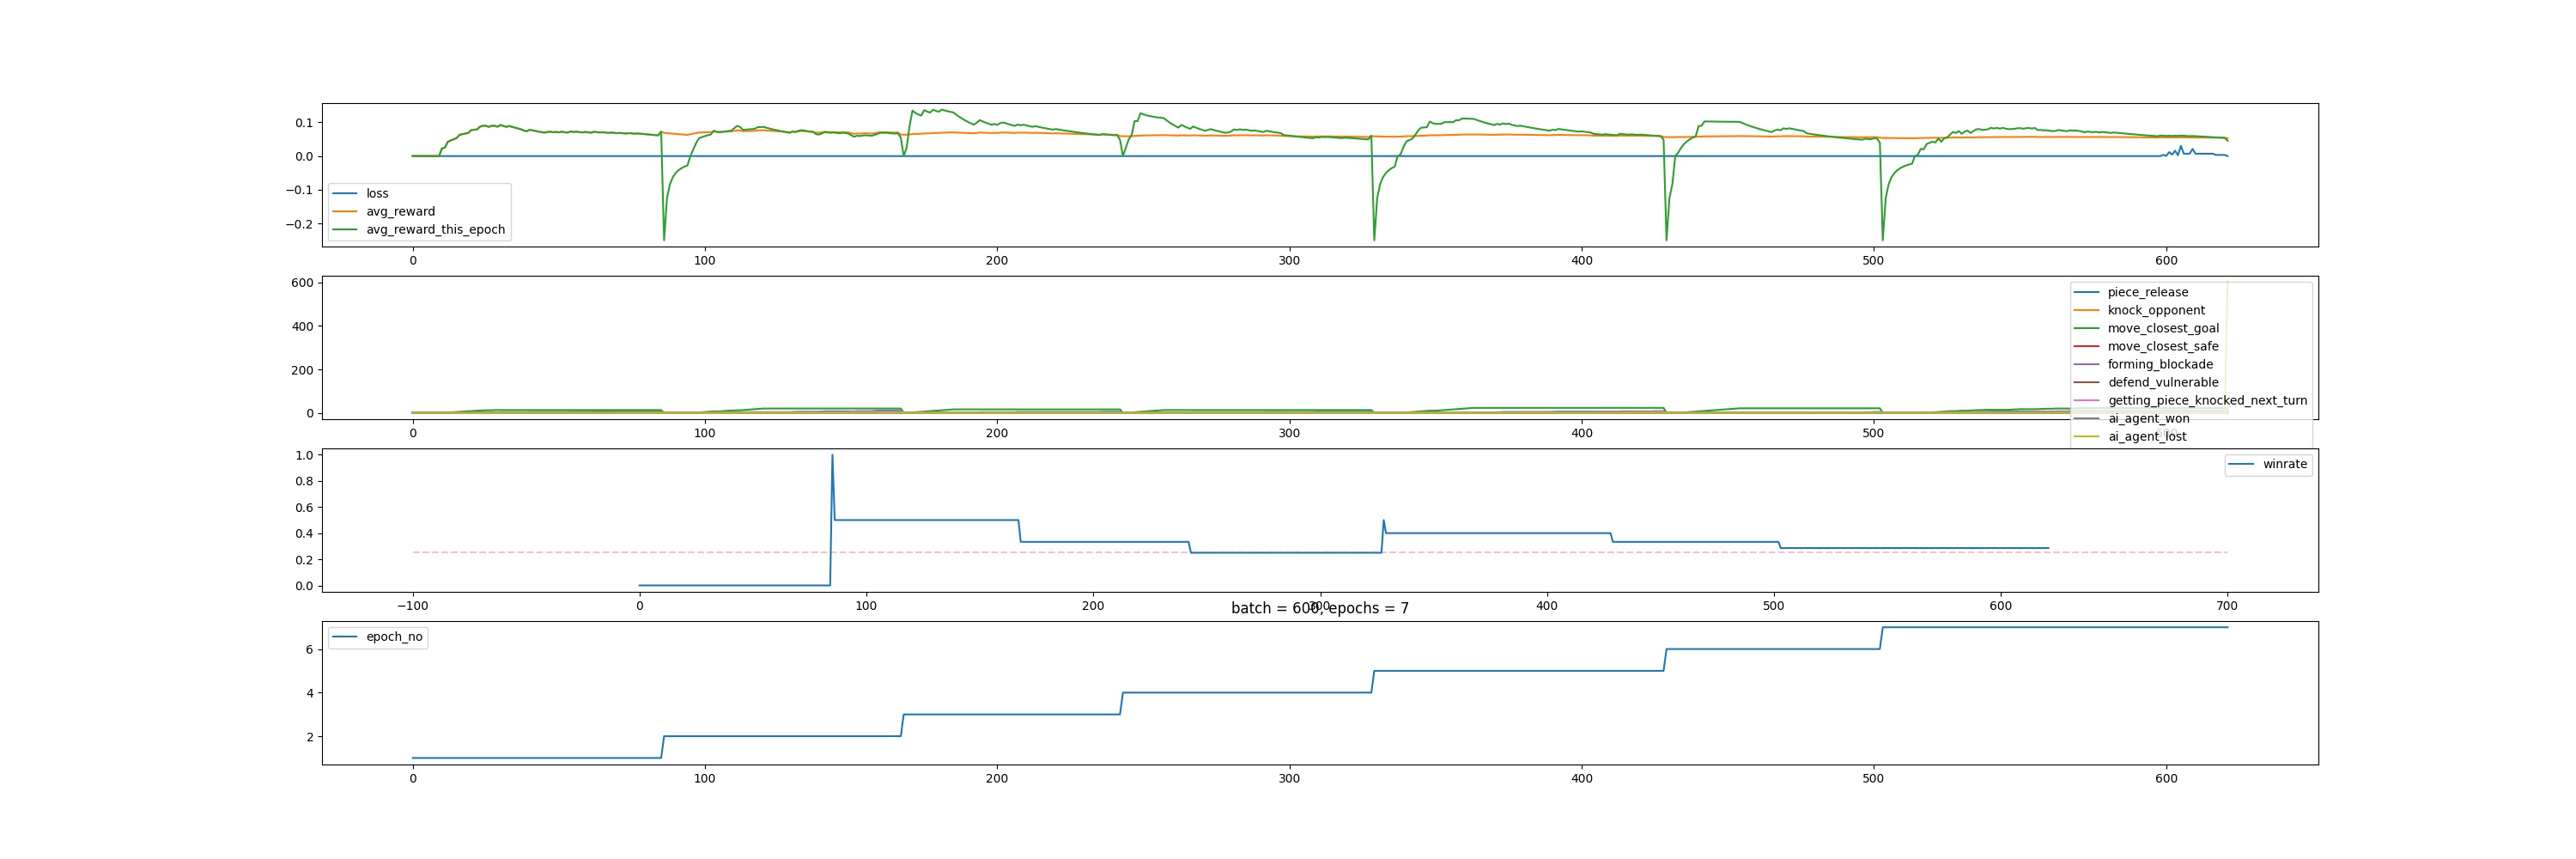 0.1
0.0
−0.1
−0.2
loss
avg_reward
avg_reward_this_epoch
0 100 200 300 400 500 600
600
400
200
0
piece_release
knock_opponent
move_closest_goal
move_closest_safe
forming_blockade
defend_vulnerable
getting_piece_knocked_next_turn
ai_agent_won
ai_agent_lost
0 100 200 300 400 500
1.0
0.8
0.6
0.4
0.2
0.0
winrate
−100 0 100 200 300 400 500 600 700
batch = 600, epochs = 7
epoch_no
6
4
2
0 100 200 300 400 500 600